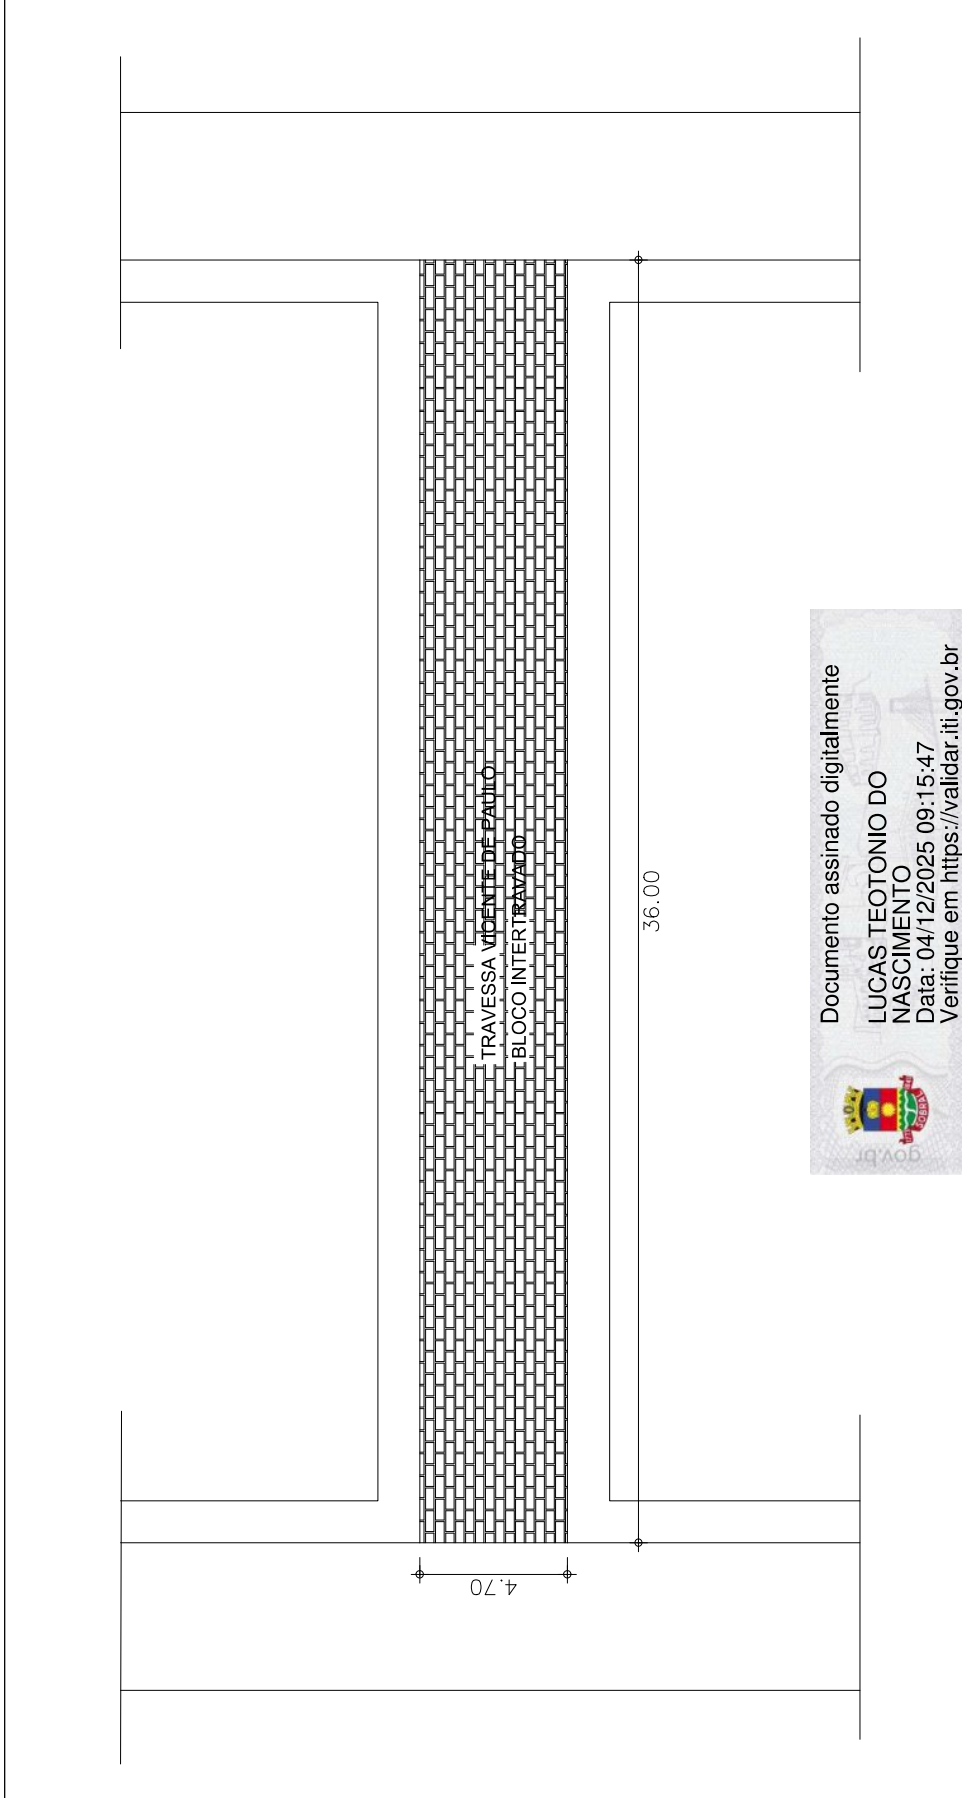 TRAVESSA VICENTE DE PAULO
BLOCO INTERTRAVADO
36.00
4.70
Documento assinado digitalmente
LUCAS TEOTONIO DO
NASCIMENTO
Data: 04/12/2025 09:15:47
Verifique em https://validar.iti.gov.br
gov.br
SOBRAL